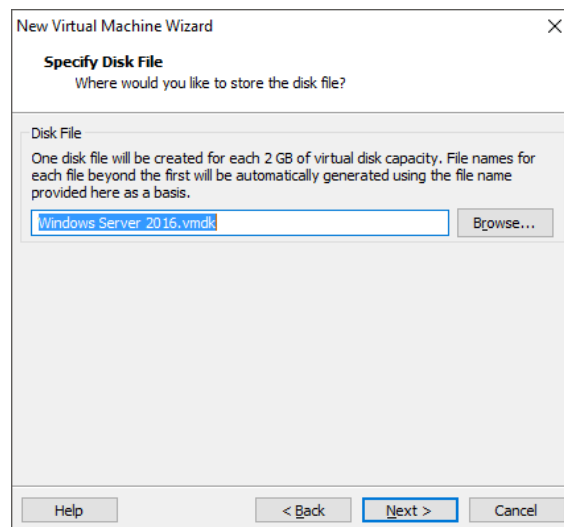 New Virtual Machine Wizard
Specify Disk File
Where would you like to store the disk file?
Disk File
One disk file will be created for each 2 GB of virtual disk capacity. File names for
each file beyond the first will be automatically generated using the file name
provided here as a basis.
Windows Server 2016.vmdk
Browse...
Help
< Back
Next >
Cancel